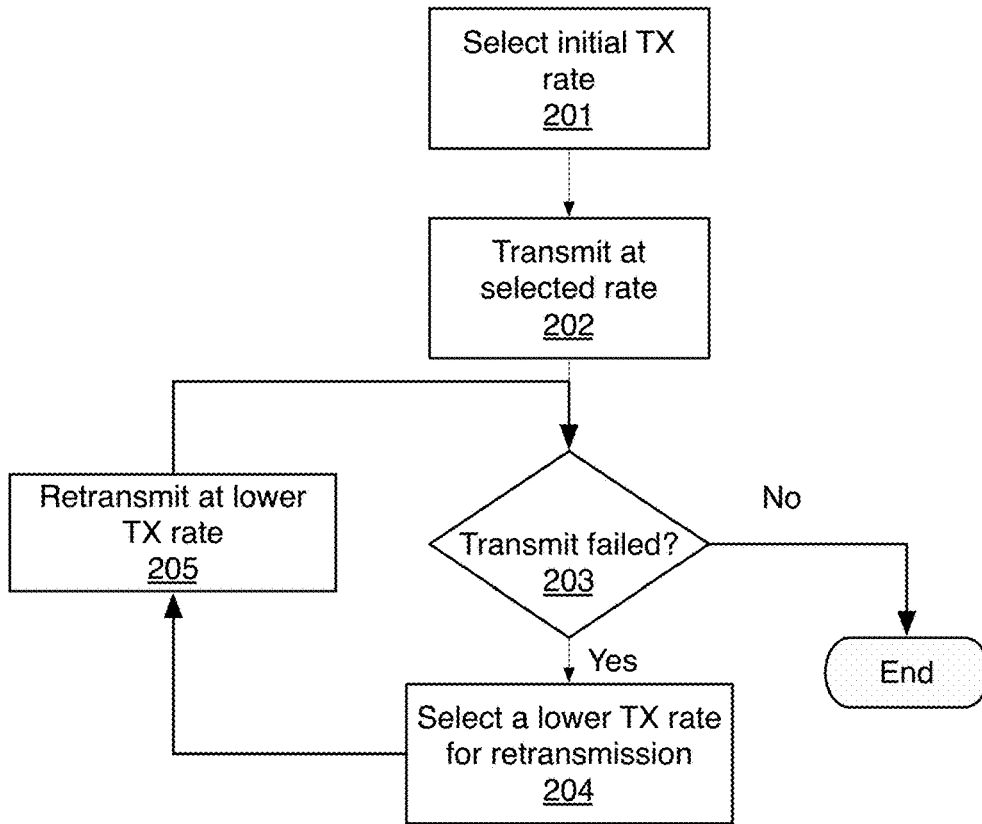 Select initial TX
rate
201
Transmit at
selected rate
202
Retransmit at lower
TX rate
205
Transmit failed?
203
No
Yes
End
Select a lower TX rate
for retransmission
204